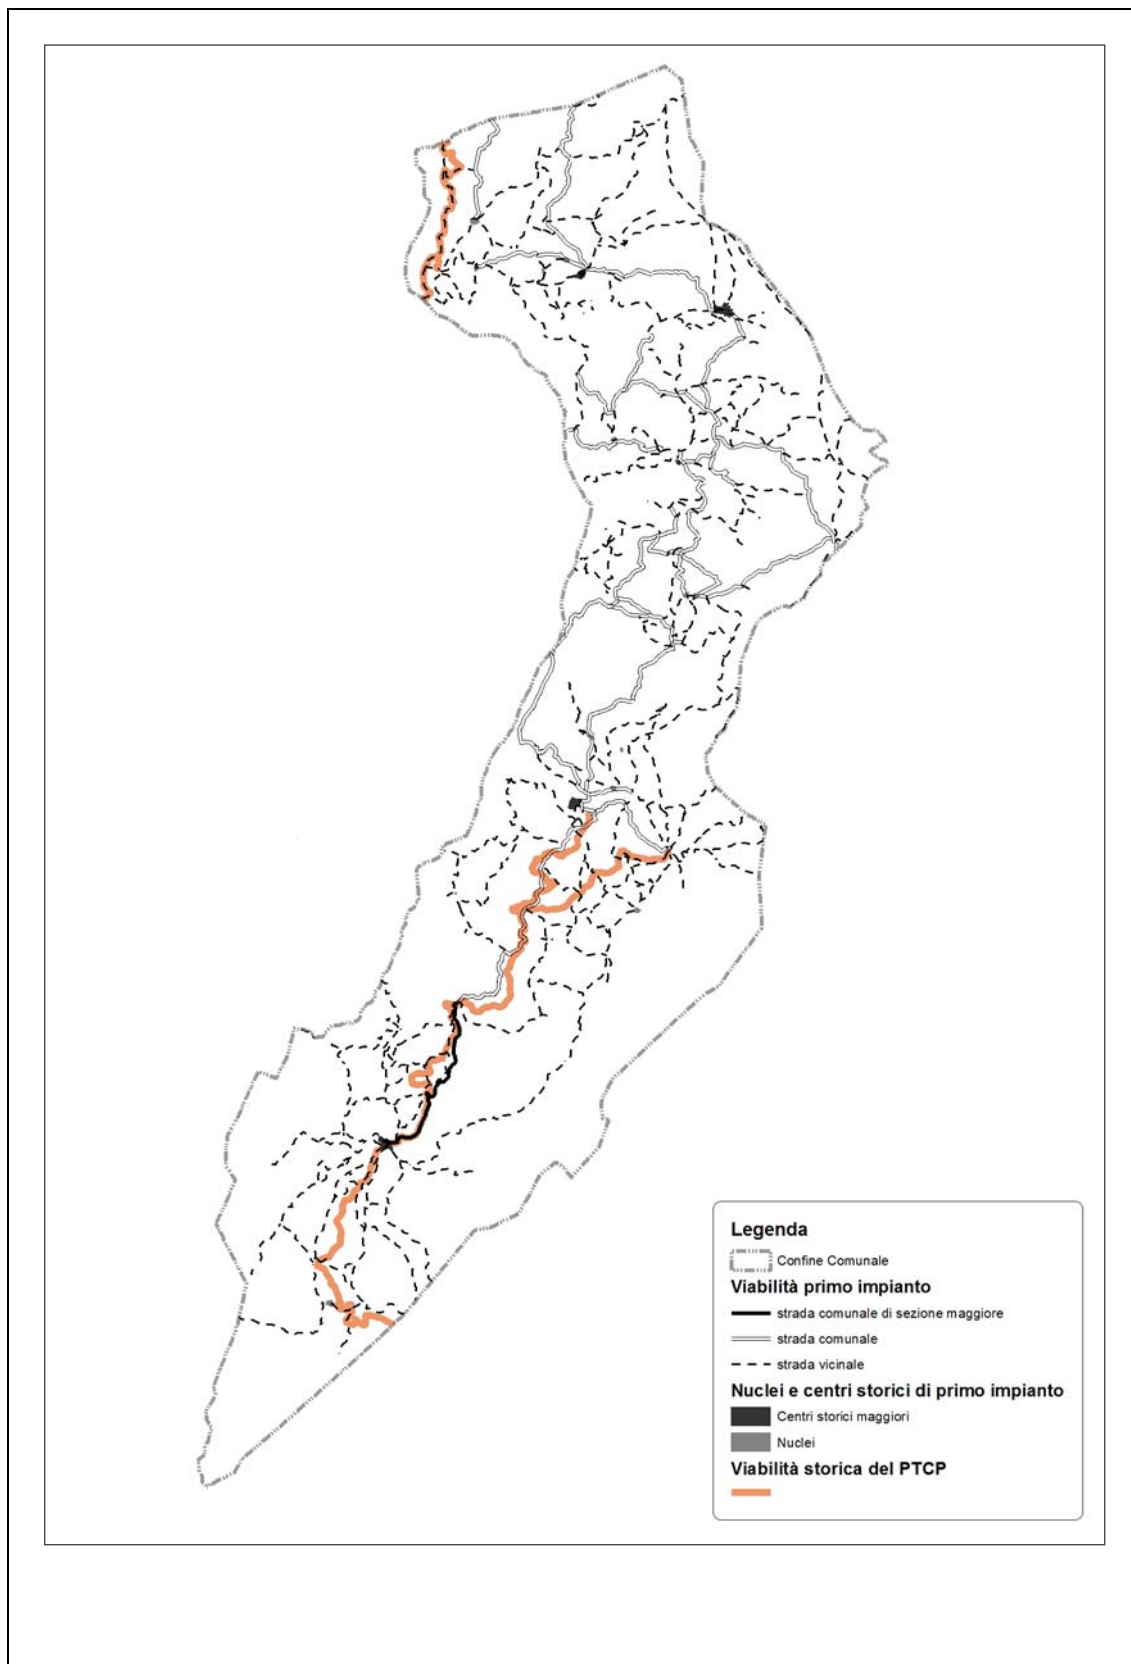 Legenda
Confine Comunale
Viabilità primo impianto
strada comunale di sezione maggiore
strada comunale
strada vicinale
Nuclei e centri storici di primo impianto
Centri storici maggiori
Nuclei
Viabilità storica del PTCP